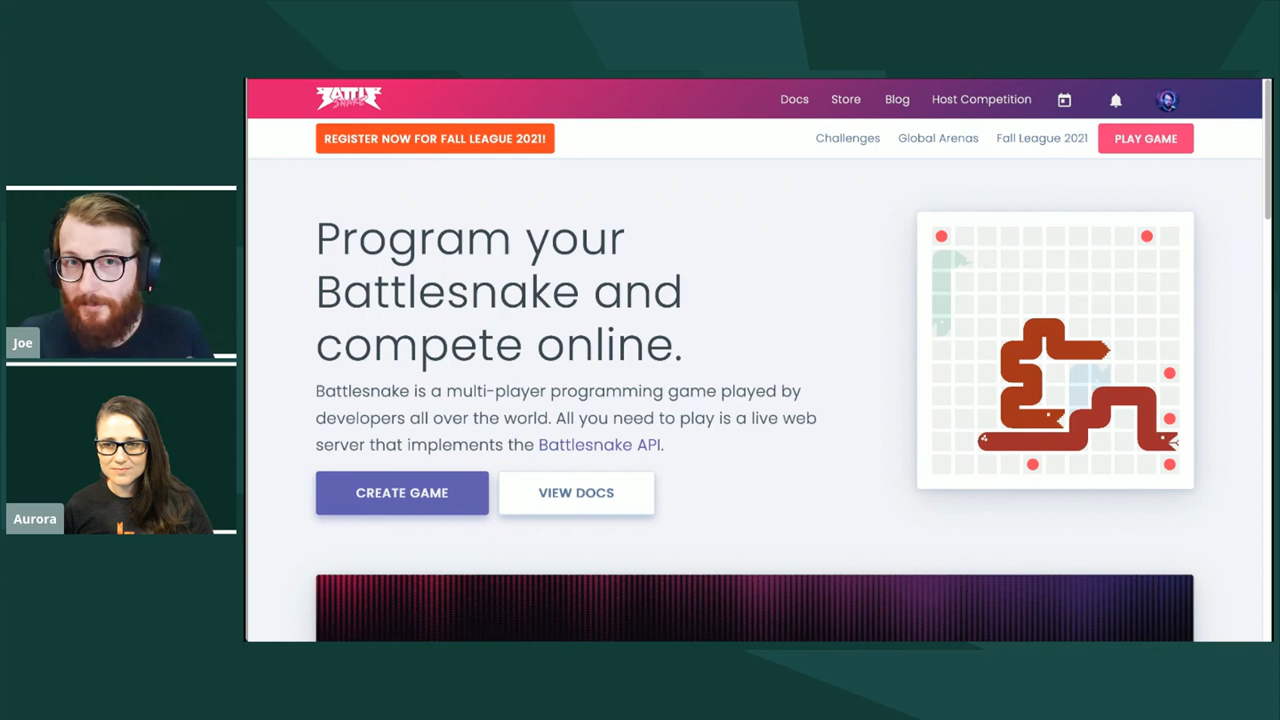 BATTLE
SNAKE
Docs
Store
Blog
Host Competition
REGISTER NOW FOR FALL LEAGUE 2021!
Challenges
Global Arenas
Fall League 2021
PLAY GAME
Program your
Battlesnake and
compete online.
Battlesnake is a multi-player programming game played by
developers all over the world. All you need to play is a live web
server that implements the Battlesnake API.
CREATE GAME
VIEW DOCS
Joe
Aurora